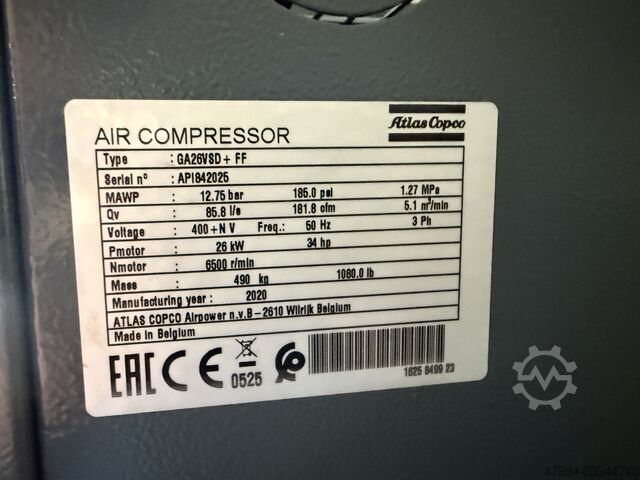 Atlas Copco
AIR COMPRESSOR
Type : GA26VSD+ FF
Serial n° : API842025
MAWP : 12.75 bar 185.0 psi 1.27 MPa
Qv : 85.8 l/s 181.8 cfm 5.1 m³/min
Voltage : 400+N V Freq.: 50 Hz 3 Ph
Pmotor : 26 kW 34 hp
Nmotor : 6500 r/min
Mass : 490 kg 1080.0 lb
Manufacturing year : 2020
ATLAS COPCO Airpower n.v.B-2610 Wilrijk Belgium
Made in Belgium
EAC CE 0525
1625 8499 23
47984-20544740